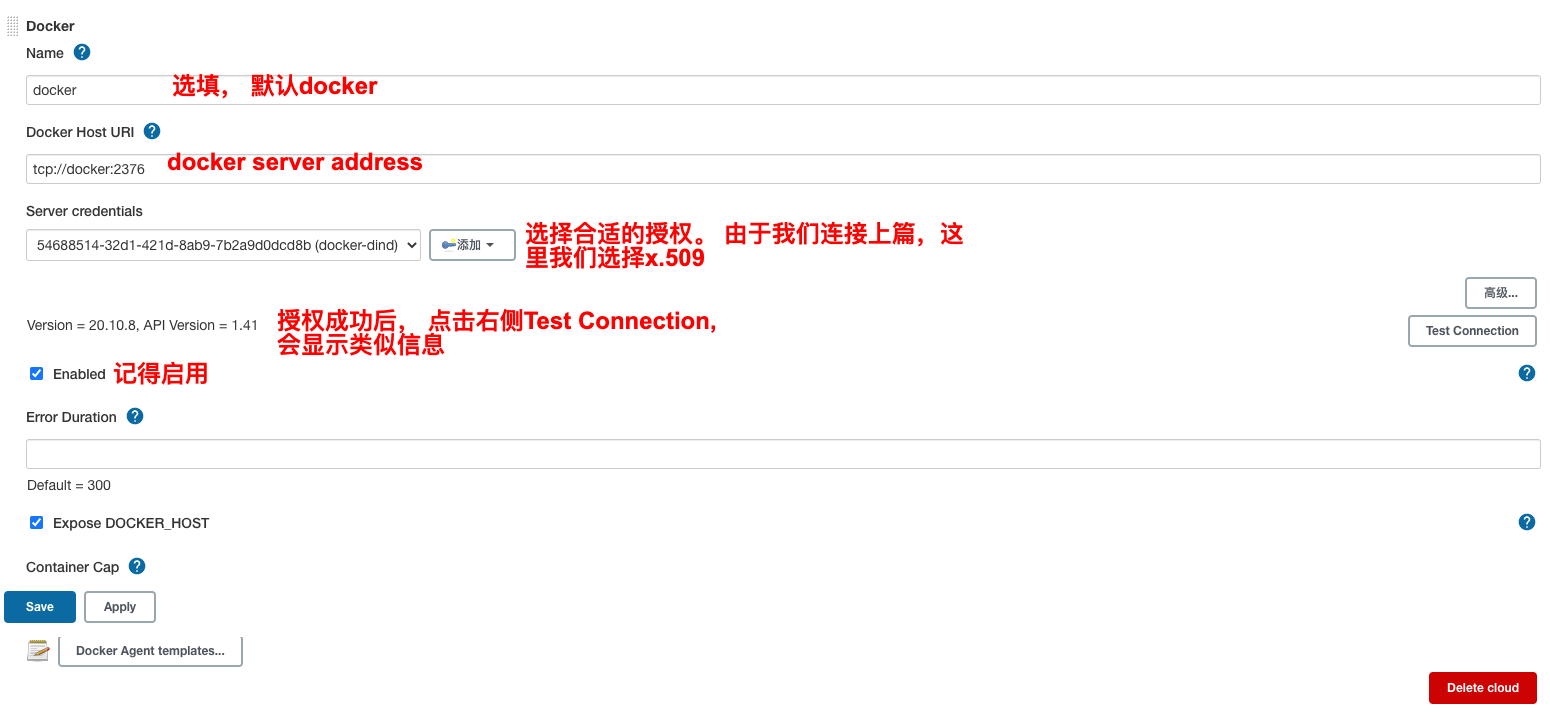 Docker
Name ?
docker 选填， 默认docker
Docker Host URI ?
tcp://docker:2376 docker server address
Server credentials
54688514-32d1-421d-8ab9-7b2a9d0dcd8b (docker-dind) 添加 选择合适的授权。 由于我们连接上篇，这
里我们选择x.509
高级...
Version = 20.10.8, API Version = 1.41 授权成功后， 点击右侧Test Connection,
会显示类似信息
Test Connection
Enabled 记得启用 ?
Error Duration ?
Default = 300
Expose DOCKER_HOST ?
Container Cap ?
Save Apply
Docker Agent templates...
Delete cloud